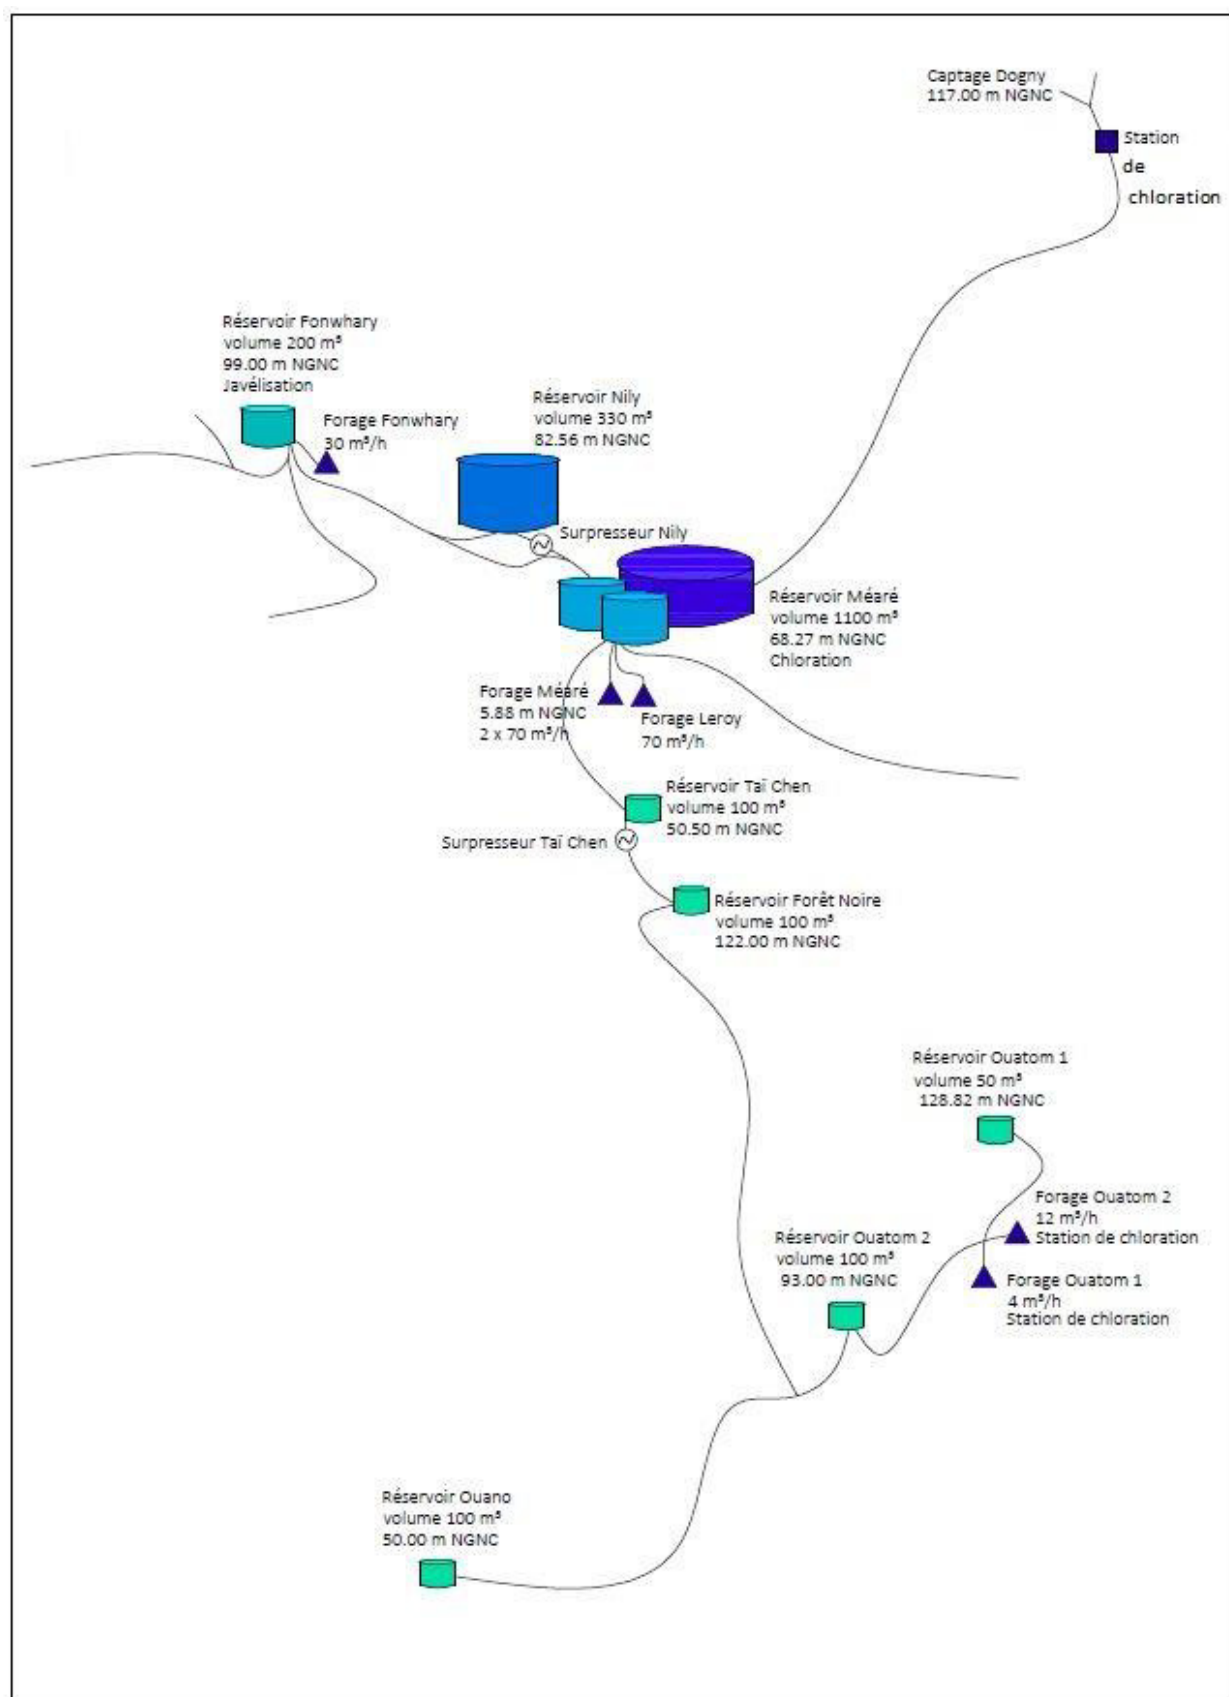 Captage Dogny
117.00 m NGNC
Station
de
chloration
Réservoir Fonwhary
volume 200 m³
99.00 m NGNC
Javélisation
Forage Fonwhary
30 m³/h
Réservoir Nily
volume 330 m³
82.56 m NGNC
Surpresseur Nily
Réservoir Méaré
volume 1100 m³
68.27 m NGNC
Chloration
Forage Méaré
5.88 m NGNC
2 x 70 m³/h
Forage Leroy
70 m³/h
Réservoir Taï Chen
volume 100 m³
50.50 m NGNC
Surpresseur Taï Chen
Réservoir Forêt Noire
volume 100 m³
122.00 m NGNC
Réservoir Ouatom 1
volume 50 m³
128.82 m NGNC
Forage Ouatom 2
12 m³/h
Station de chloration
Réservoir Ouatom 2
volume 100 m³
93.00 m NGNC
Forage Ouatom 1
4 m³/h
Station de chloration
Réservoir Ouano
volume 100 m³
50.00 m NGNC